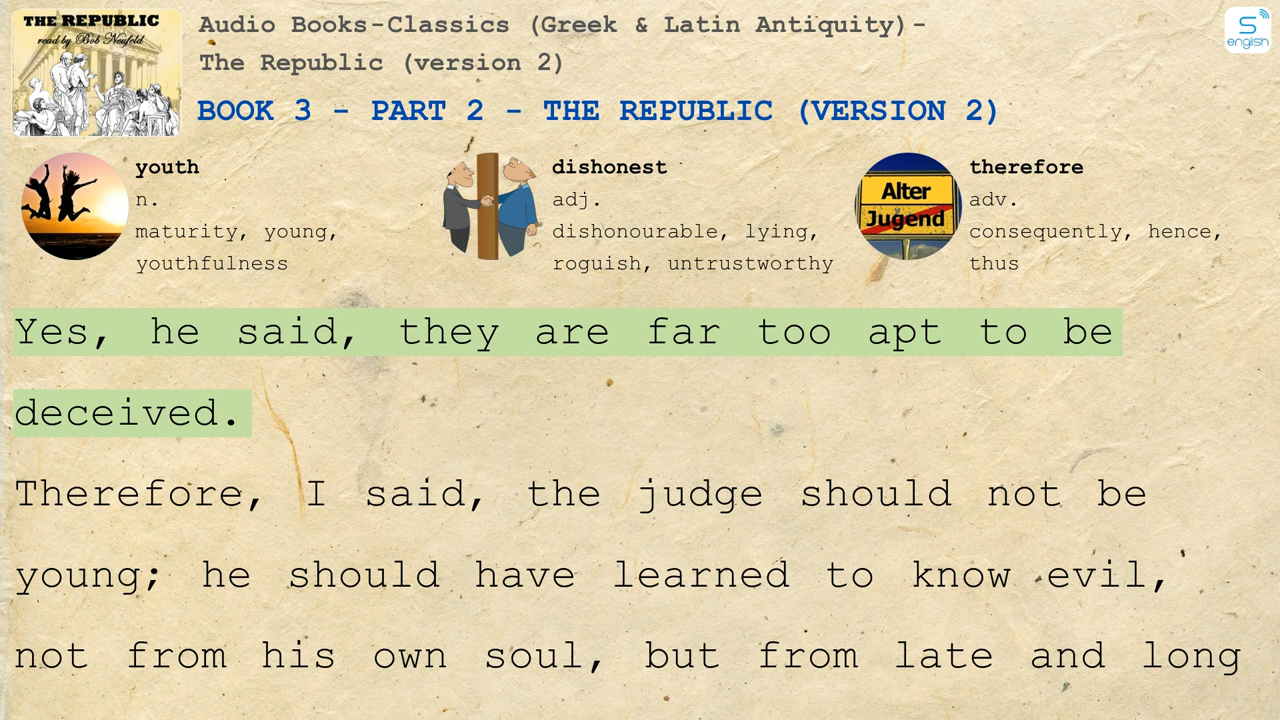 THE REPUBLIC
read by Bob Neufeld
Audio Books-Classics (Greek & Latin Antiquity)-
The Republic (version 2)
BOOK 3 - PART 2 - THE REPUBLIC (VERSION 2)
S
english
youth
n.
maturity, young,
youthfulness
dishonest
adj.
dishonourable, lying,
roguish, untrustworthy
Alter
Jugend
therefore
adv.
consequently, hence,
thus
Yes, he said, they are far too apt to be
deceived.
Therefore, I said, the judge should not be
young; he should have learned to know evil,
not from his own soul, but from late and long